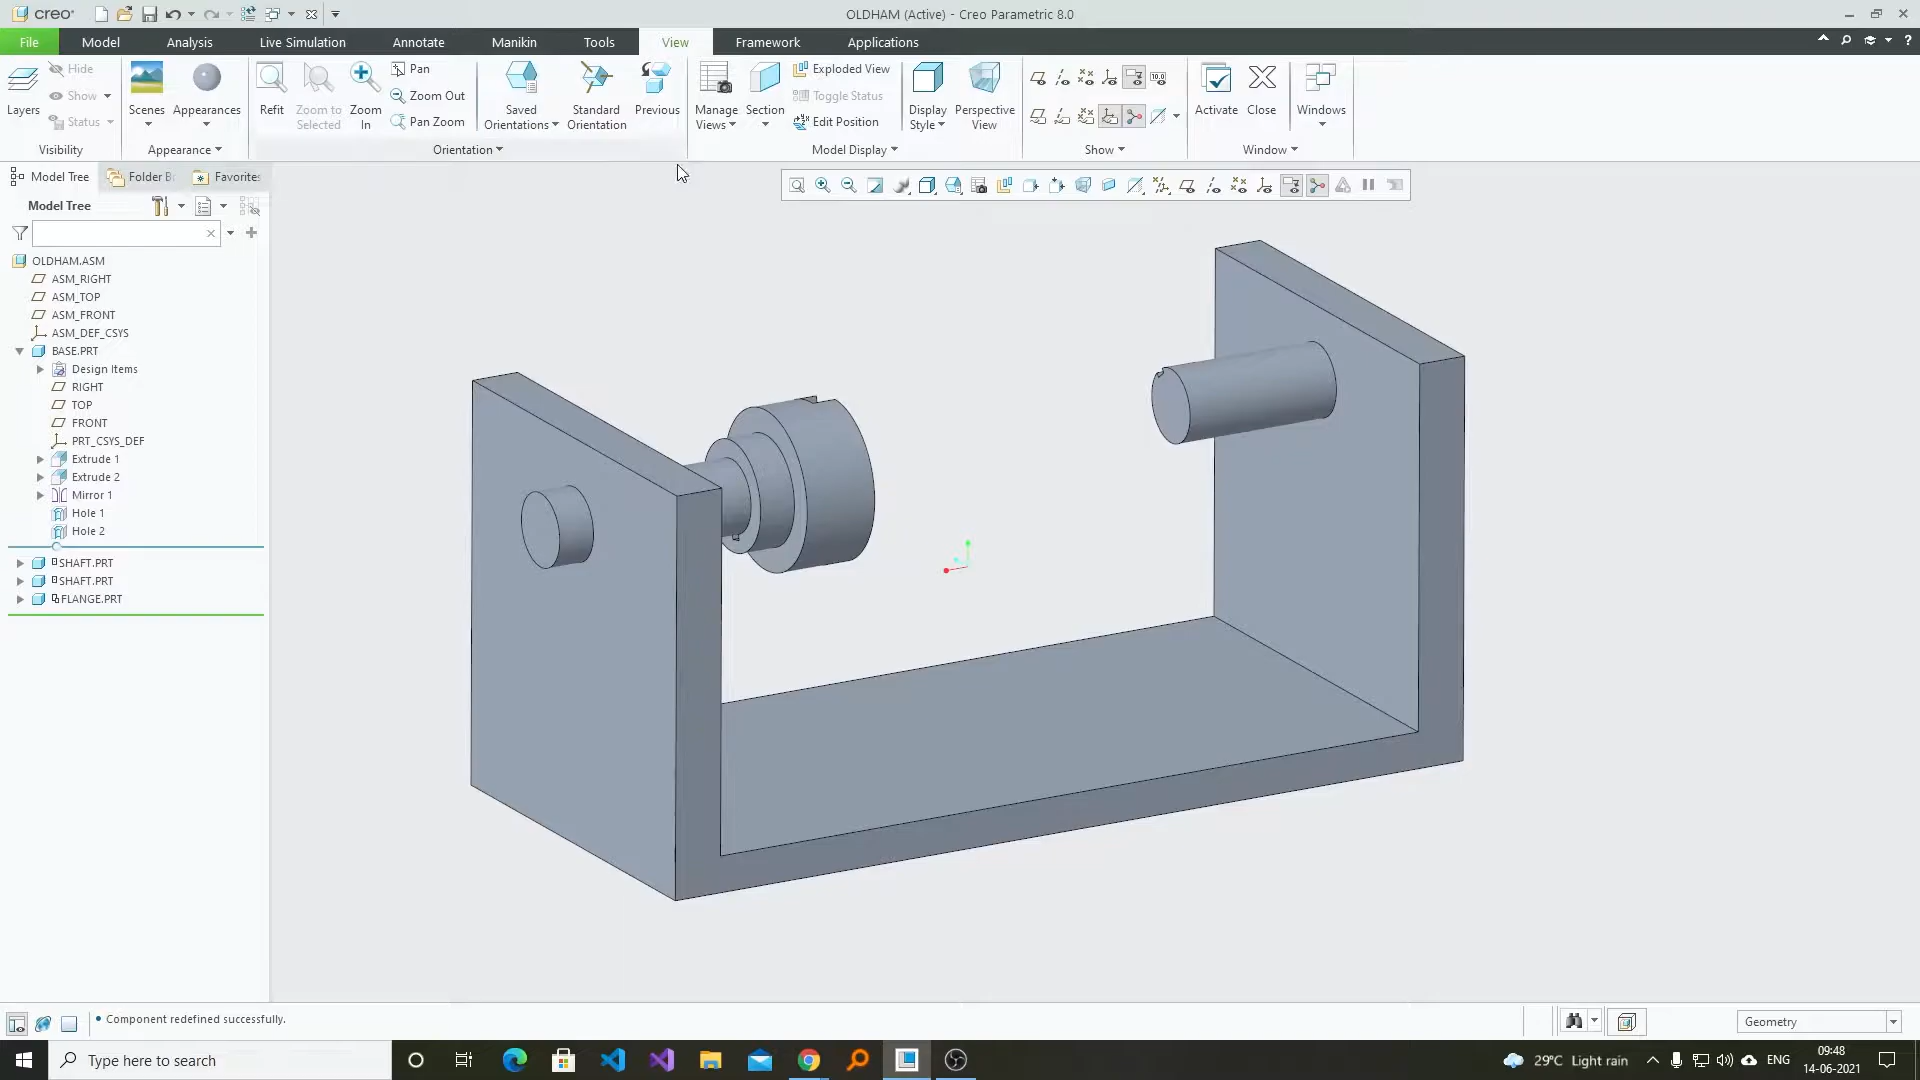 creo
OLDHAM (Active) - Creo Parametric 8.0
File Model Analysis Live Simulation Annotate Manikin Tools View Framework Applications
Layers
Hide
Show
Status
Visibility
Scenes
Appearances
Appearance
Refit
Zoom to Selected
Zoom In
Pan
Zoom Out
Pan Zoom
Saved Orientations
Standard Orientation
Previous
Orientation
Manage Views
Section
Exploded View
Toggle Status
Edit Position
Display Style
Perspective View
Model Display
10.0
Show
Activate
Close
Windows
Window
Model Tree Folder B Favorites
Model Tree
OLDHAM.ASM
ASM_RIGHT
ASM_TOP
ASM_FRONT
ASM_DEF_CSYS
BASE.PRT
Design Items
RIGHT
TOP
FRONT
PRT_CSYS_DEF
Extrude 1
Extrude 2
Mirror 1
Hole 1
Hole 2
SHAFT.PRT
SHAFT.PRT
FLANGE.PRT
• Component redefined successfully.
Geometry
Type here to search
29°C Light rain
ENG
09:48
14-06-2021